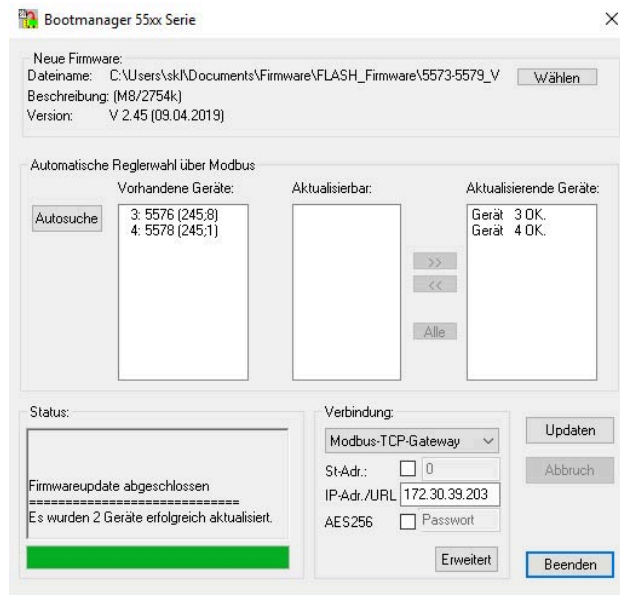 Bootmanager 55xx Serie
Neue Firmware:
Dateiname: C:\Users\skl\Documents\Firmware\FLASH_Firmware\5573-5579_V
Wählen
Beschreibung: (M8/2754k)
Version: V 2.45 (09.04.2019)
Automatische Reglerwahl über Modbus
Vorhandene Geräte: Aktualisierbar: Aktualisierende Geräte:
Autosuche
3: 5576 (245;8)
4: 5578 (245;1)
Gerät 3 OK.
Gerät 4 OK.
>>
<<
Alle
Status:
Firmwareupdate abgeschlossen
==============================
Es wurden 2 Geräte erfolgreich aktualisiert.
Verbindung:
Modbus-TCP-Gateway
St-Adr.: 0
IP-Adr./URL 172.30.39.203
AES256 Passwort
Erweitert
Updaten
Abbruch
Beenden